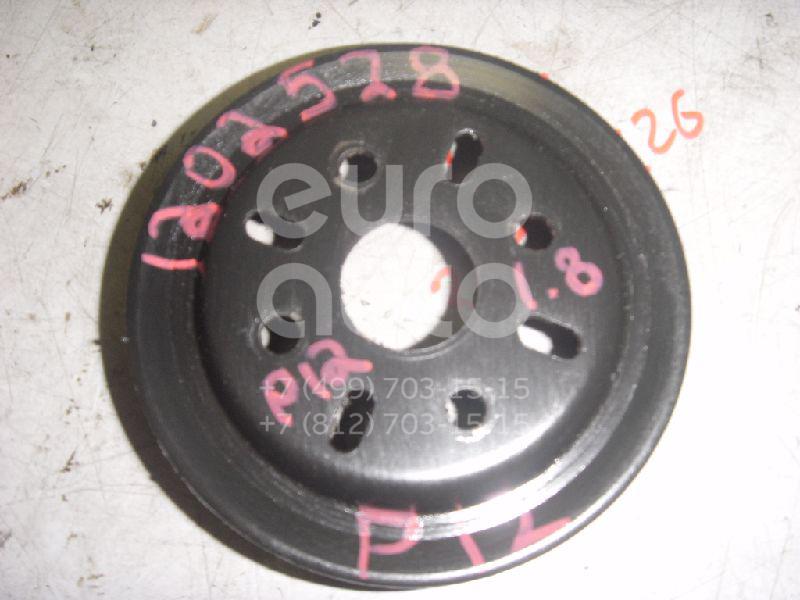 1202528
26
euro
auto
1.8
P12
+7 (499) 703-15-15
+7 (812) 703-15-15
P12